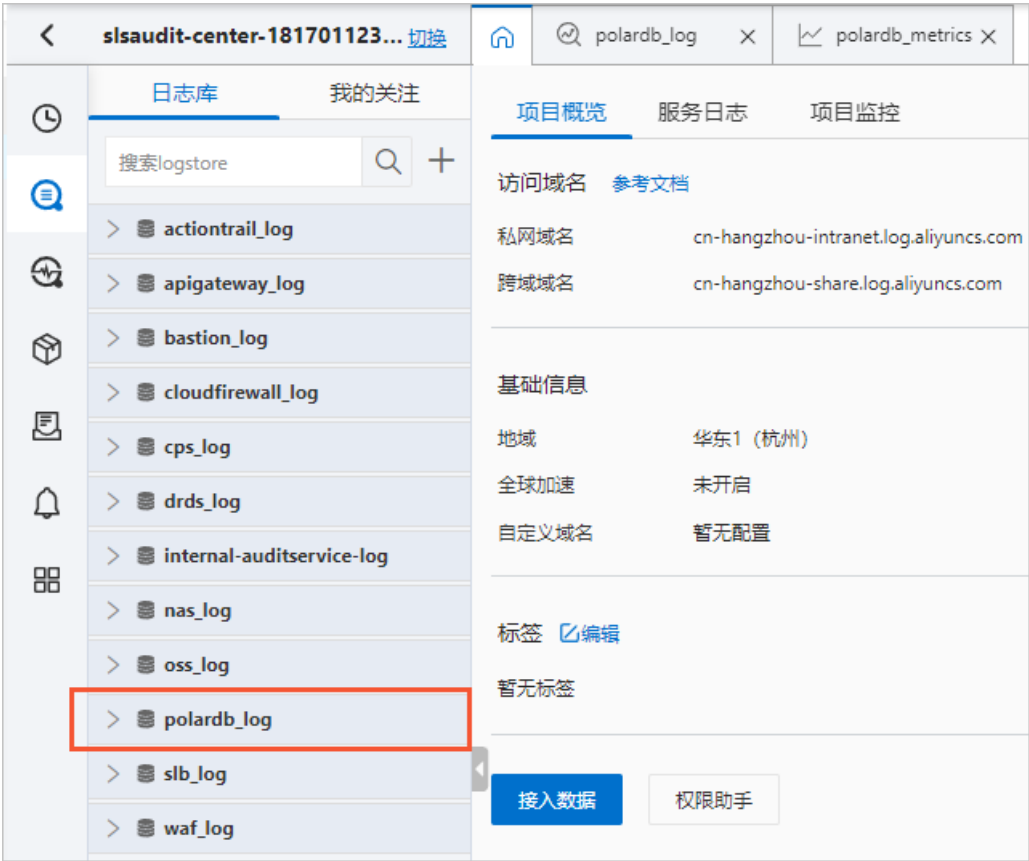 slsaudit-center-181701123... 切换
polardb_log
polardb_metrics
日志库
我的关注
搜索logstore
actiontrail_log
apigateway_log
bastion_log
cloudfirewall_log
cps_log
drds_log
internal-auditservice-log
nas_log
oss_log
polardb_log
slb_log
waf_log
项目概览
服务日志
项目监控
访问域名 参考文档
私网域名 cn-hangzhou-intranet.log.aliyuncs.com
跨域域名 cn-hangzhou-share.log.aliyuncs.com
基础信息
地域 华东1（杭州）
全球加速 未开启
自定义域名 暂无配置
标签 编辑
暂无标签
接入数据
权限助手